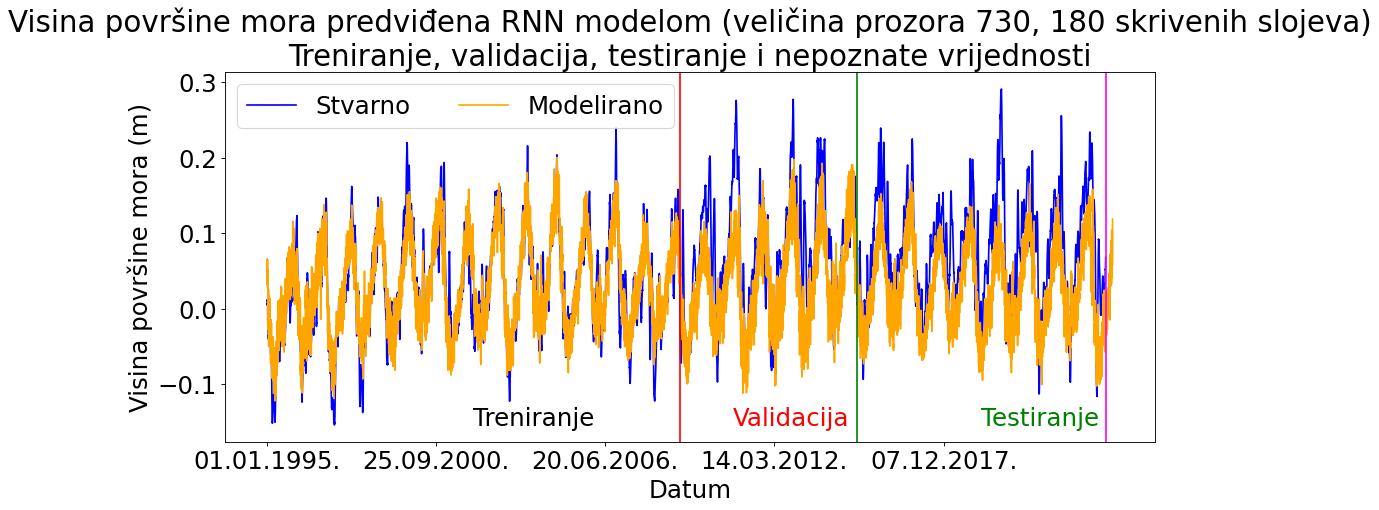 Visina površine mora predviđena RNN modelom (veličina prozora 730, 180 skrivenih slojeva)
Treniranje, validacija, testiranje i nepoznate vrijednosti
Stvarno Modelirano
Visina površine mora (m)
0.3
0.2
0.1
0.0
−0.1
Treniranje Validacija Testiranje
01.01.1995. 25.09.2000. 20.06.2006. 14.03.2012. 07.12.2017.
Datum